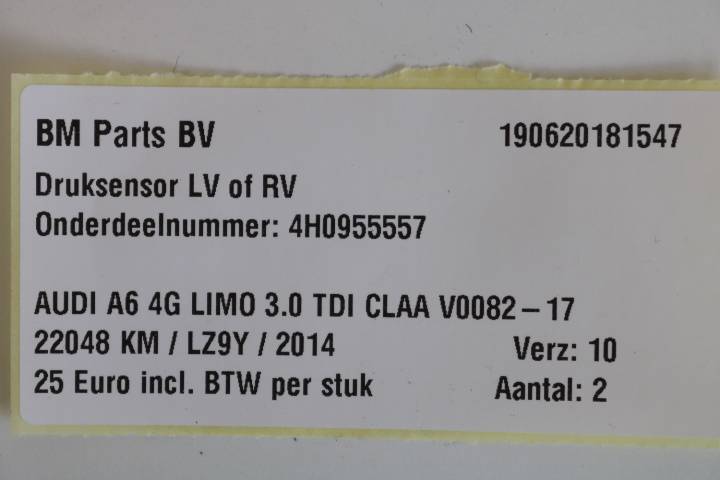 BM Parts BV 190620181547
Druksensor LV of RV
Onderdeelnummer: 4H0955557
AUDI A6 4G LIMO 3.0 TDI CLAA V0082-17
22048 KM / LZ9Y / 2014 Verz: 10
25 Euro incl. BTW per stuk Aantal: 2